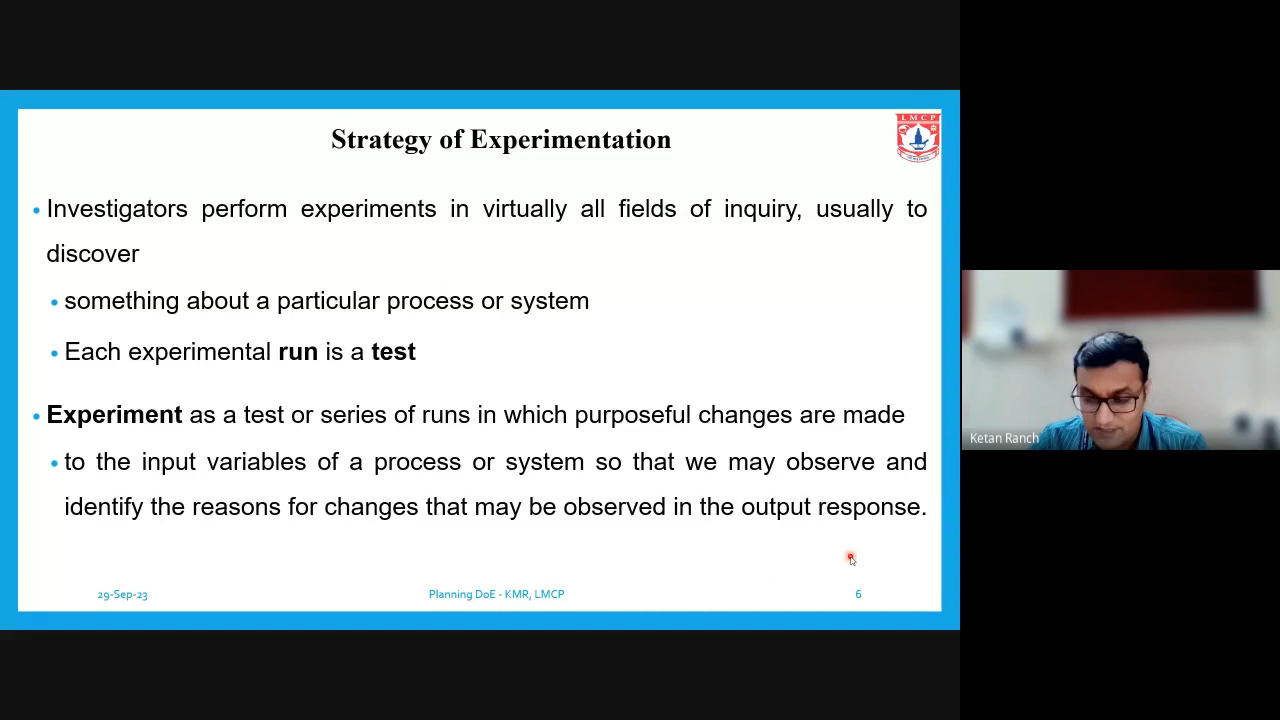 Strategy of Experimentation
LMCP
• Investigators perform experiments in virtually all fields of inquiry, usually to
discover
• something about a particular process or system
• Each experimental run is a test
• Experiment as a test or series of runs in which purposeful changes are made
• to the input variables of a process or system so that we may observe and
identify the reasons for changes that may be observed in the output response.
29-Sep-23
Planning DoE - KMR, LMCP
6
Ketan Ranch